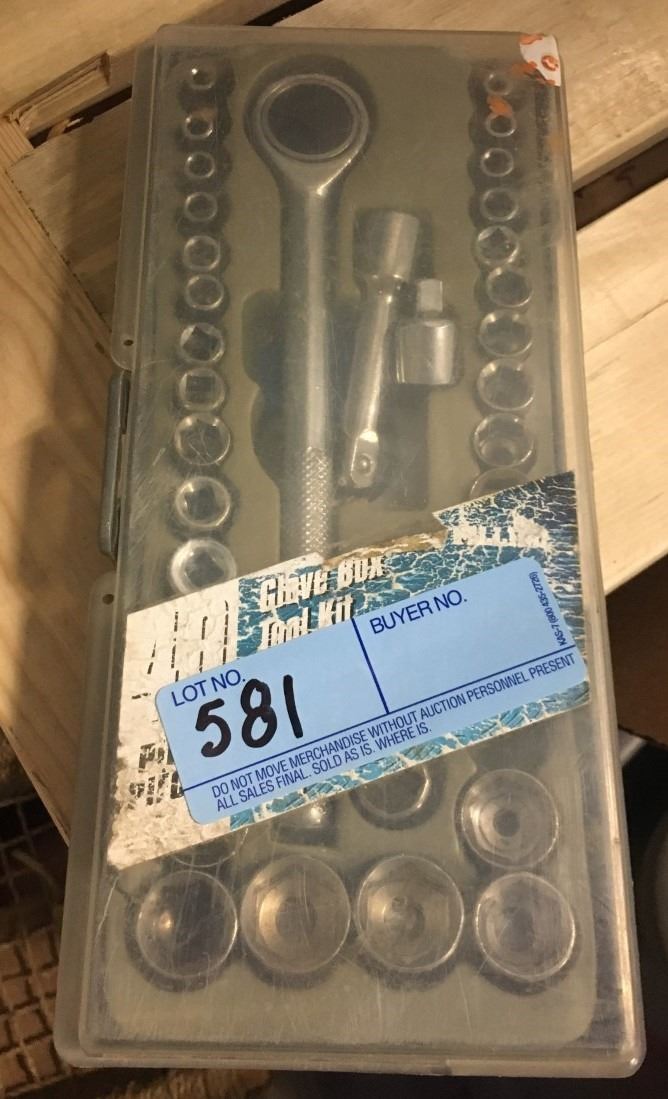 Glove Box
Tool Kit
LOT NO.
581
BUYER NO.
DO NOT MOVE MERCHANDISE WITHOUT AUCTION PERSONNEL PRESENT
ALL SALES FINAL. SOLD AS IS. WHERE IS.